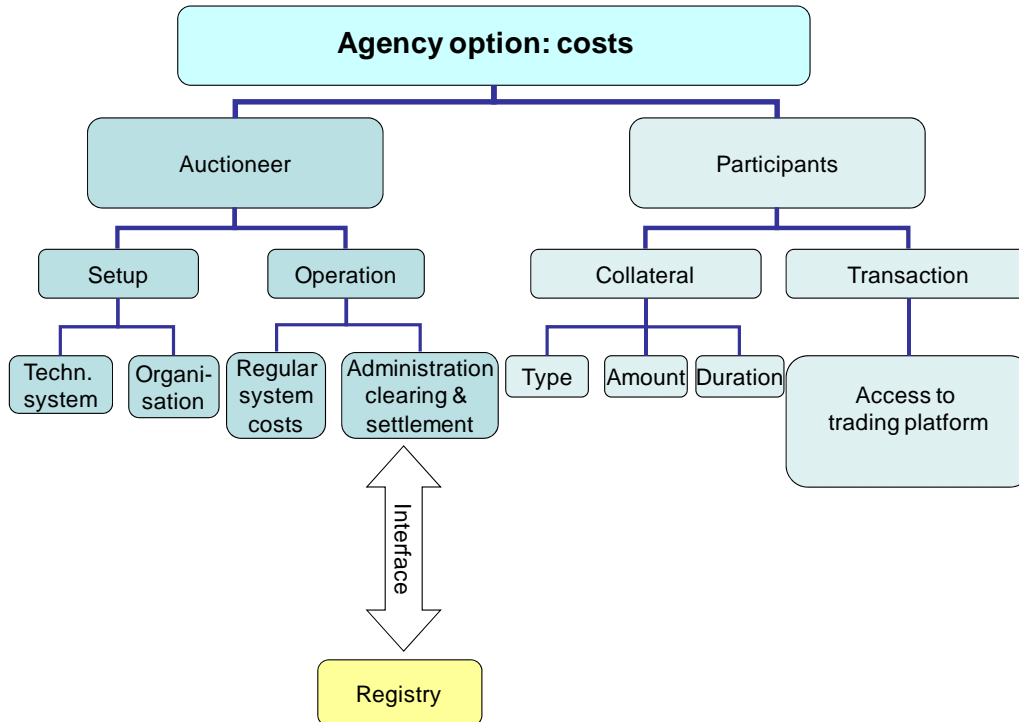 Agency option: costs
Auctioneer
Participants
Setup
Operation
Collateral
Transaction
Techn.
system
Organi-
sation
Regular
system
costs
Administration
clearing &
settlement
Type
Amount
Duration
Access to
trading platform
Interface
Registry